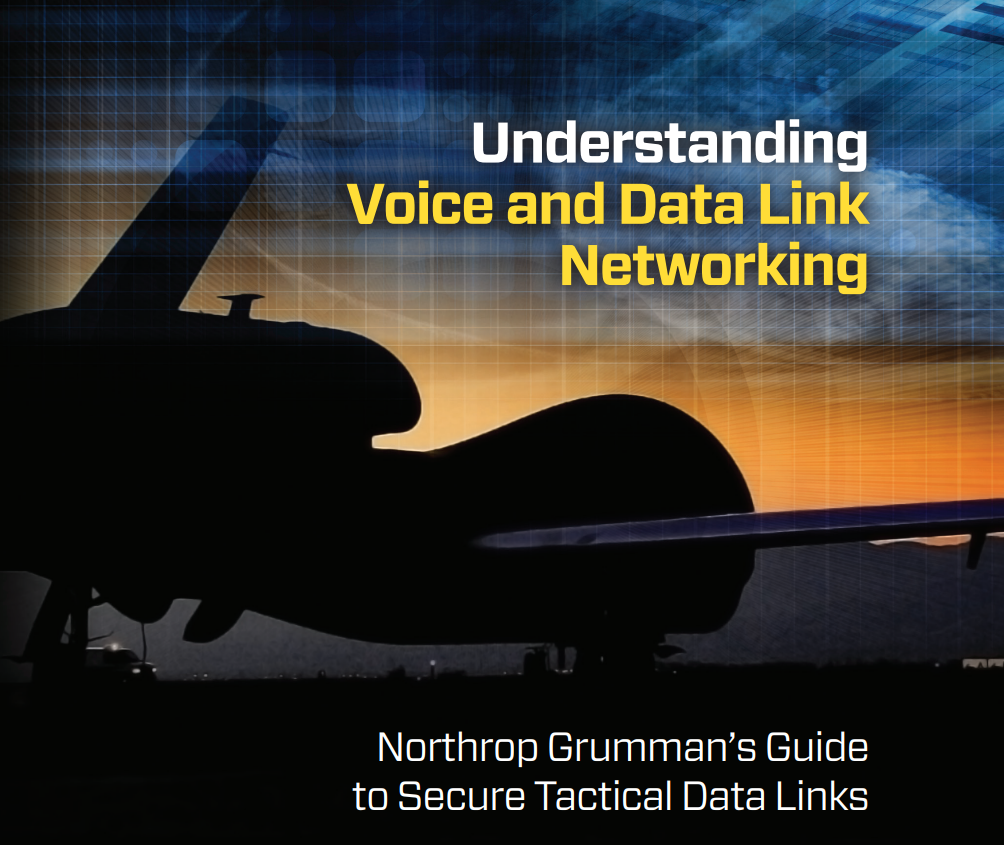 Understanding
Voice and Data Link
Networking
Northrop Grumman’s Guide
to Secure Tactical Data Links